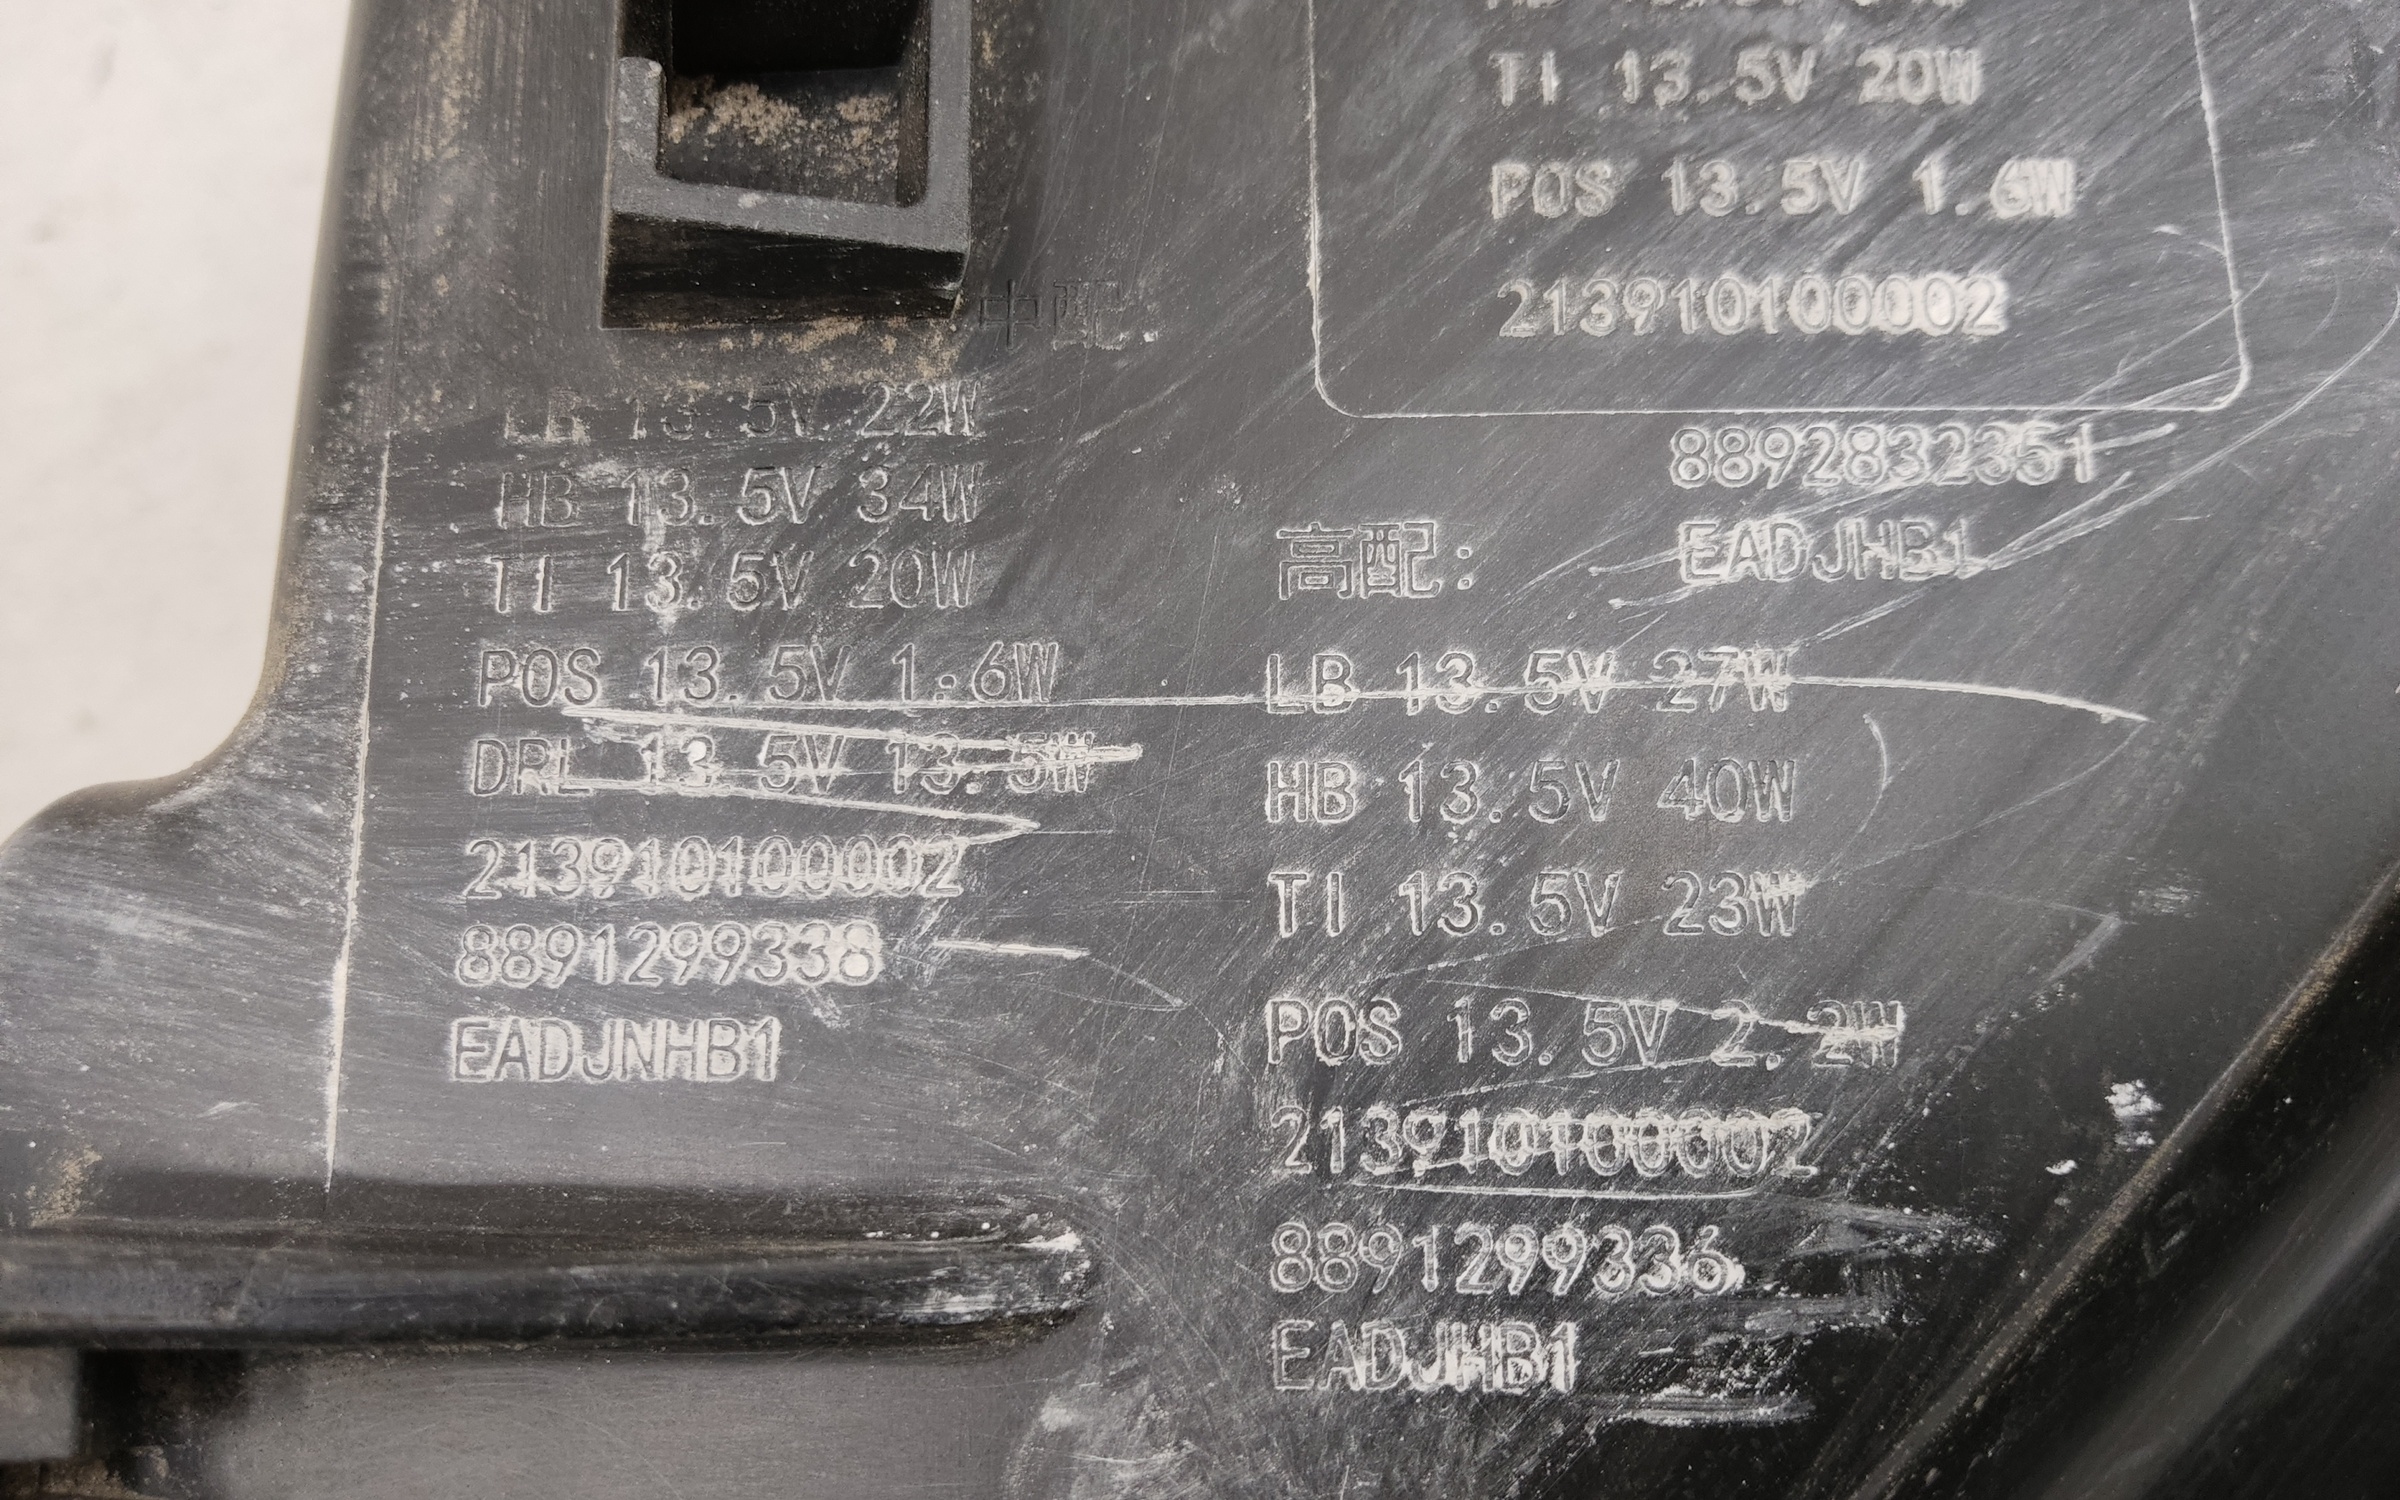 中配
LB 13.5V 22W
HB 13.5V 34W
TI 13.5V 20W
POS 13.5V 1.6W
DRL 13.5V 13.5W
213910100002
8891299338
EADJNHB1
TI 13.5V 20W
POS 13.5V 1.6W
213910100002
8892832351
EADJHB1
高配:
LB 13.5V 27W
HB 13.5V 40W
TI 13.5V 23W
POS 13.5V 2.2W
213910100002
8891299336
EADJHB1